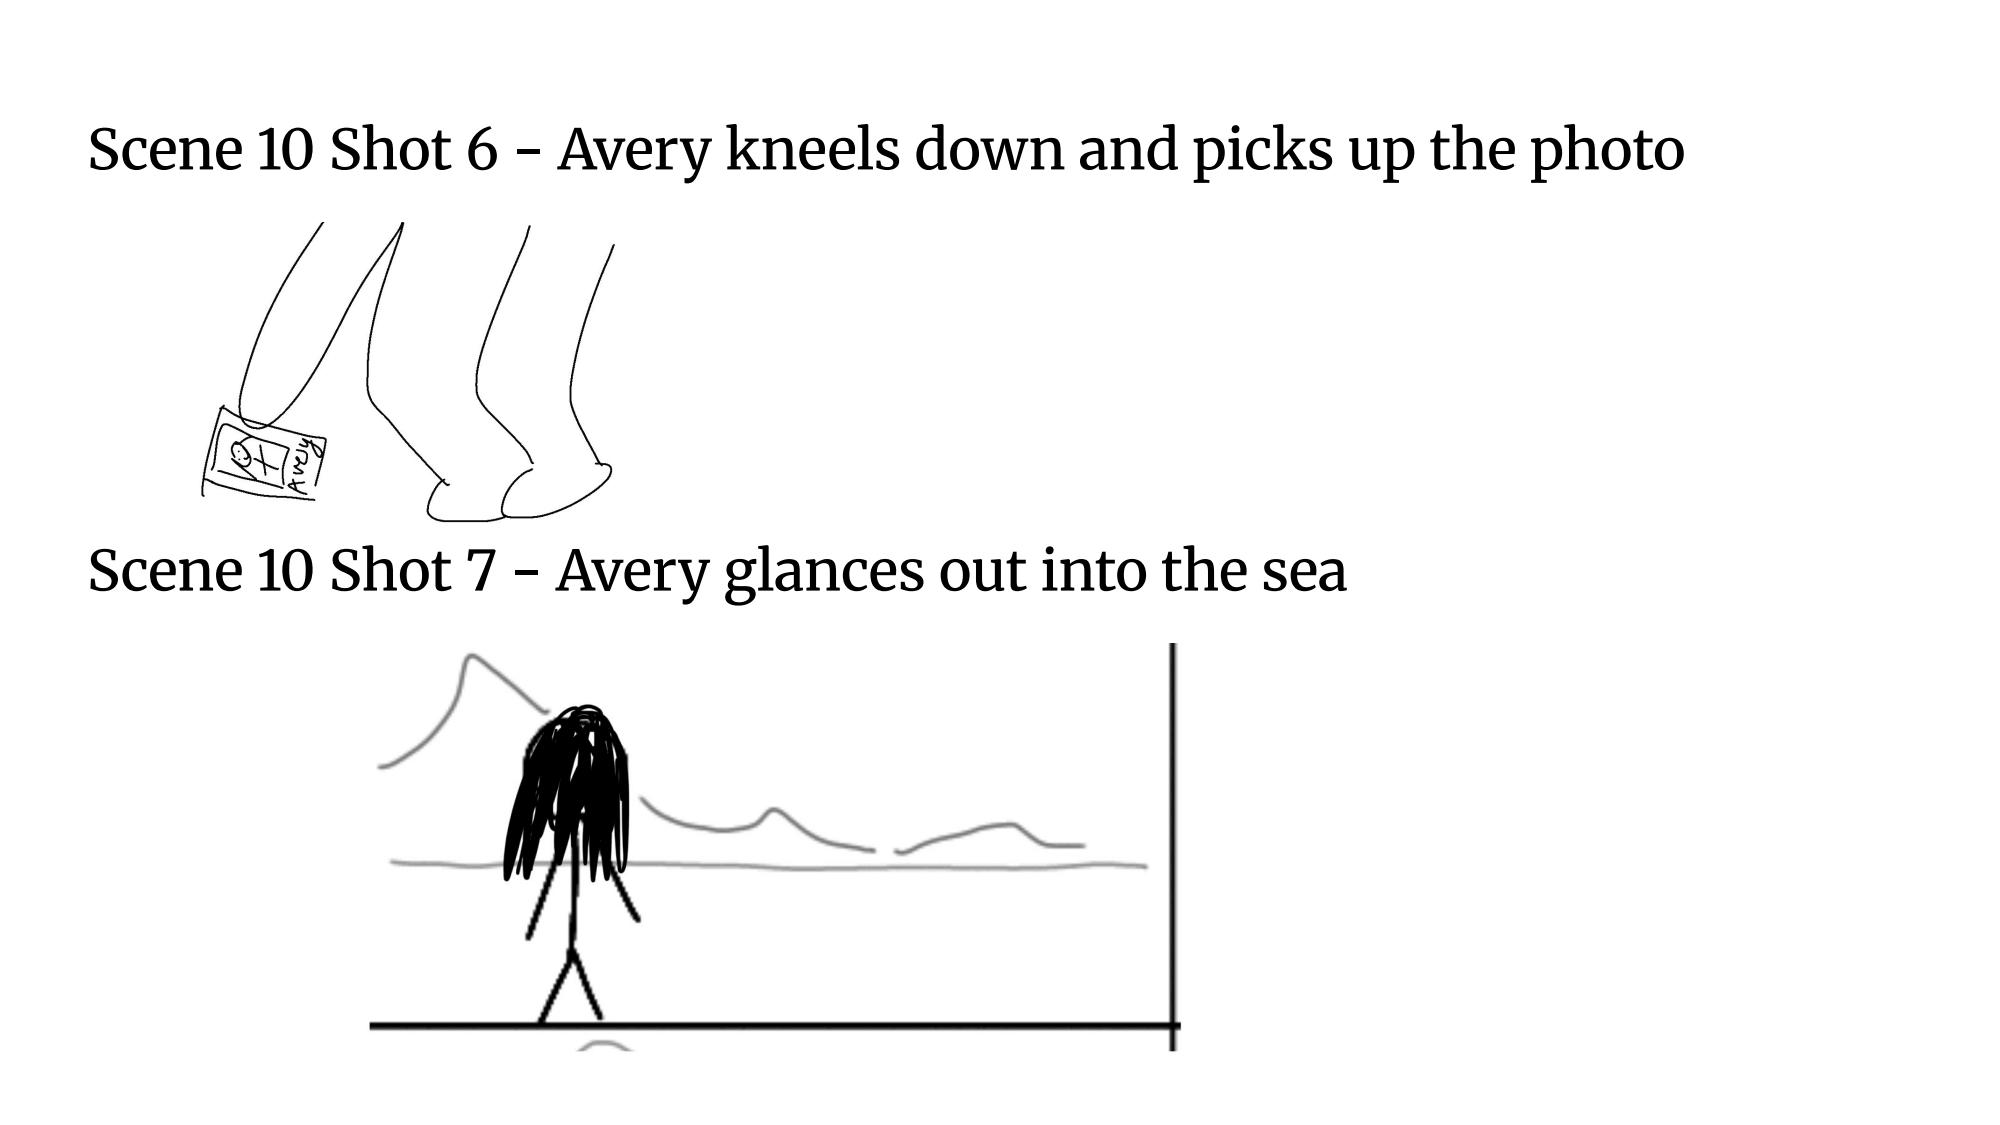 Scene 10 Shot 6 - Avery kneels down and picks up the photo
Avery
Scene 10 Shot 7 - Avery glances out into the sea